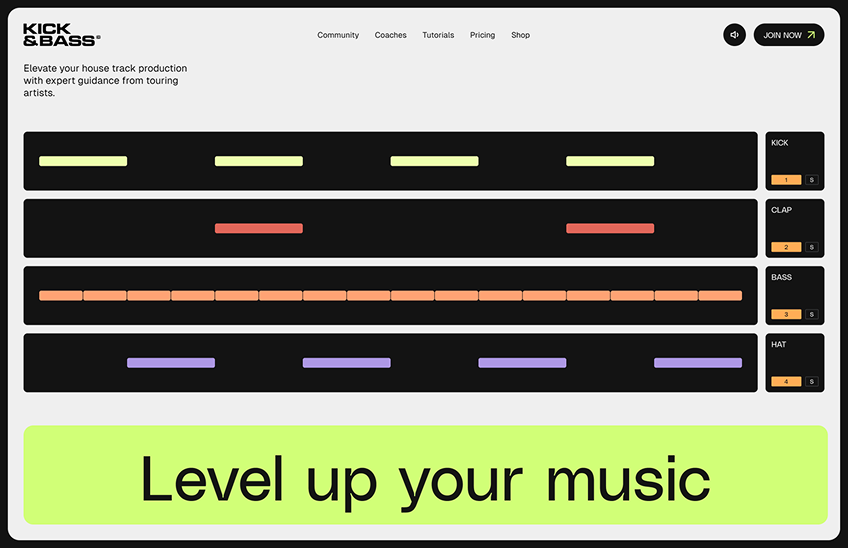 KICK
&BASS®
Community
Coaches
Tutorials
Pricing
Shop
JOIN NOW
Elevate your house track production
with expert guidance from touring
artists.
KICK
1 S
CLAP
2 S
BASS
3 S
HAT
4 S
Level up your music